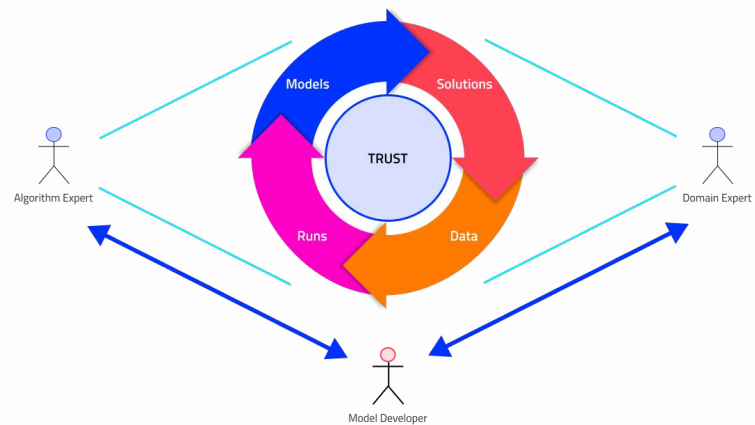 Models
Solutions
TRUST
Algorithm Expert
Domain Expert
Runs
Data
Model Developer